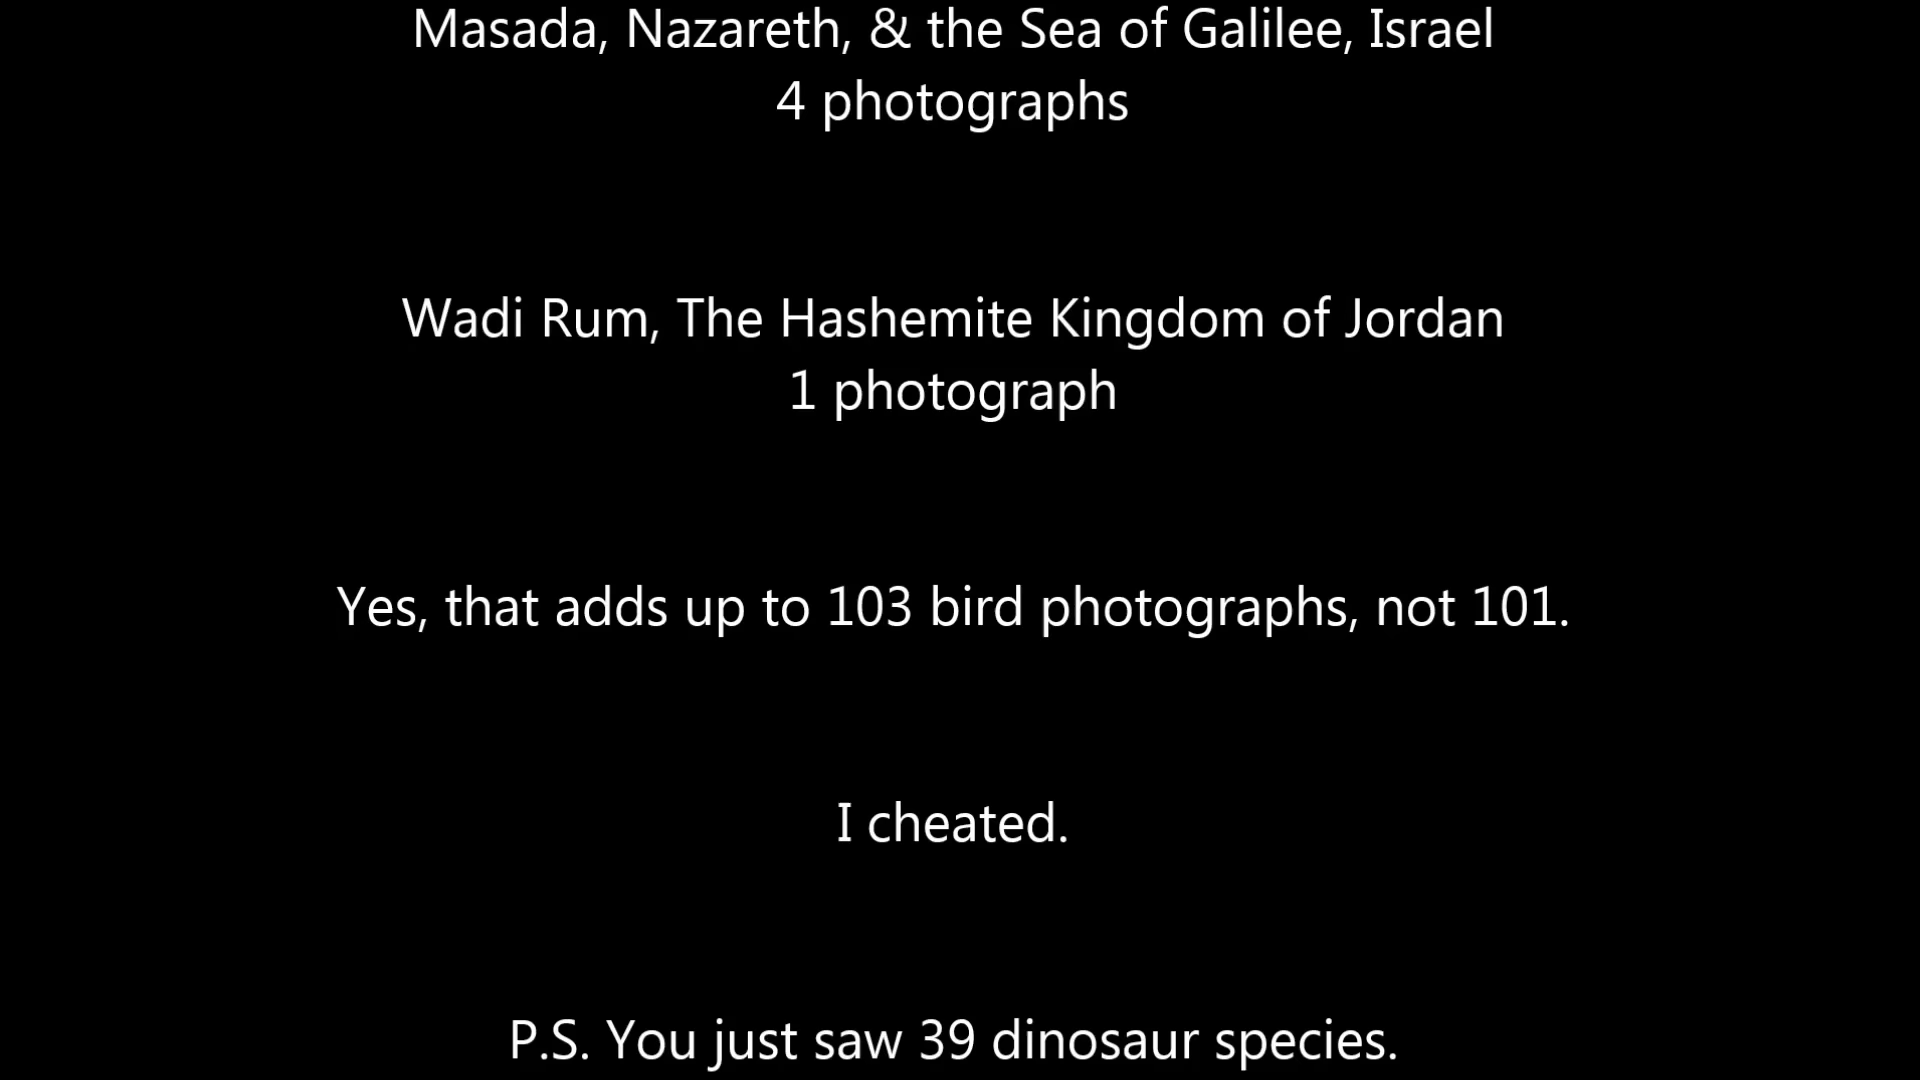 Masada, Nazareth, & the Sea of Galilee, Israel
4 photographs
Wadi Rum, The Hashemite Kingdom of Jordan
1 photograph
Yes, that adds up to 103 bird photographs, not 101.
I cheated.
P.S. You just saw 39 dinosaur species.